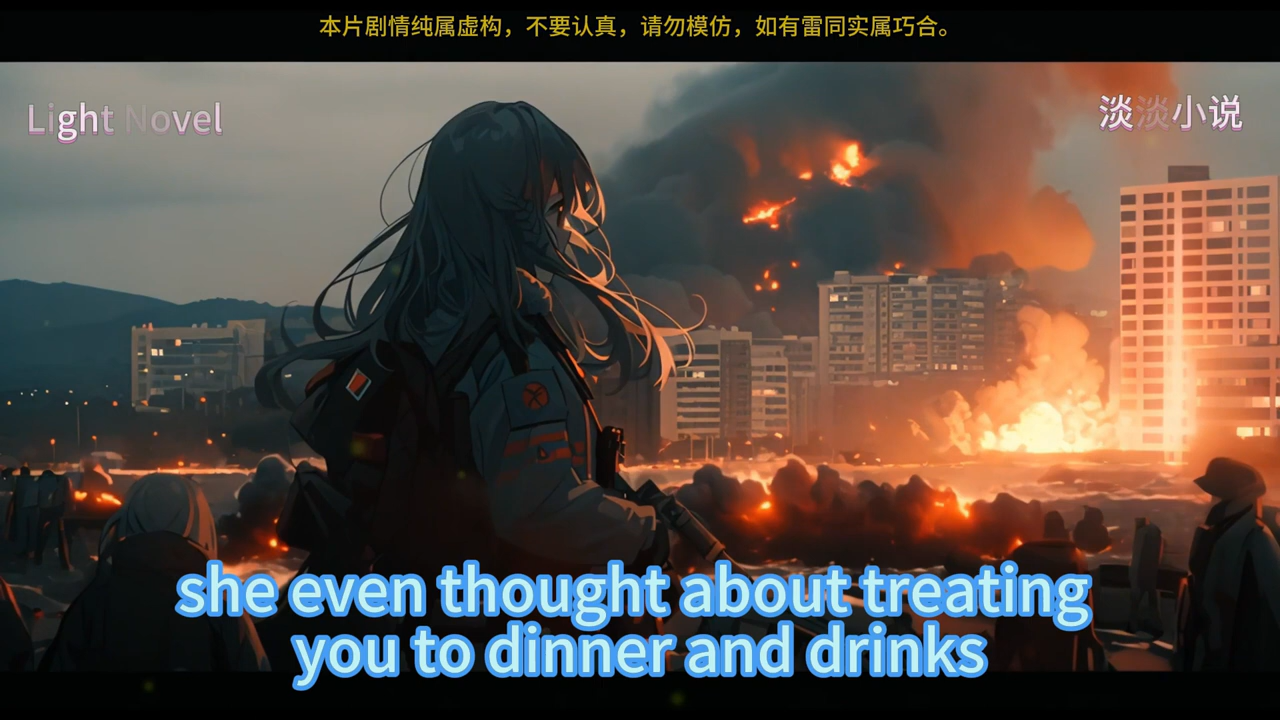 本片剧情纯属虚构，不要认真，请勿模仿，如有雷同实属巧合。
Light Novel
淡淡小说
she even thought about treating
you to dinner and drinks